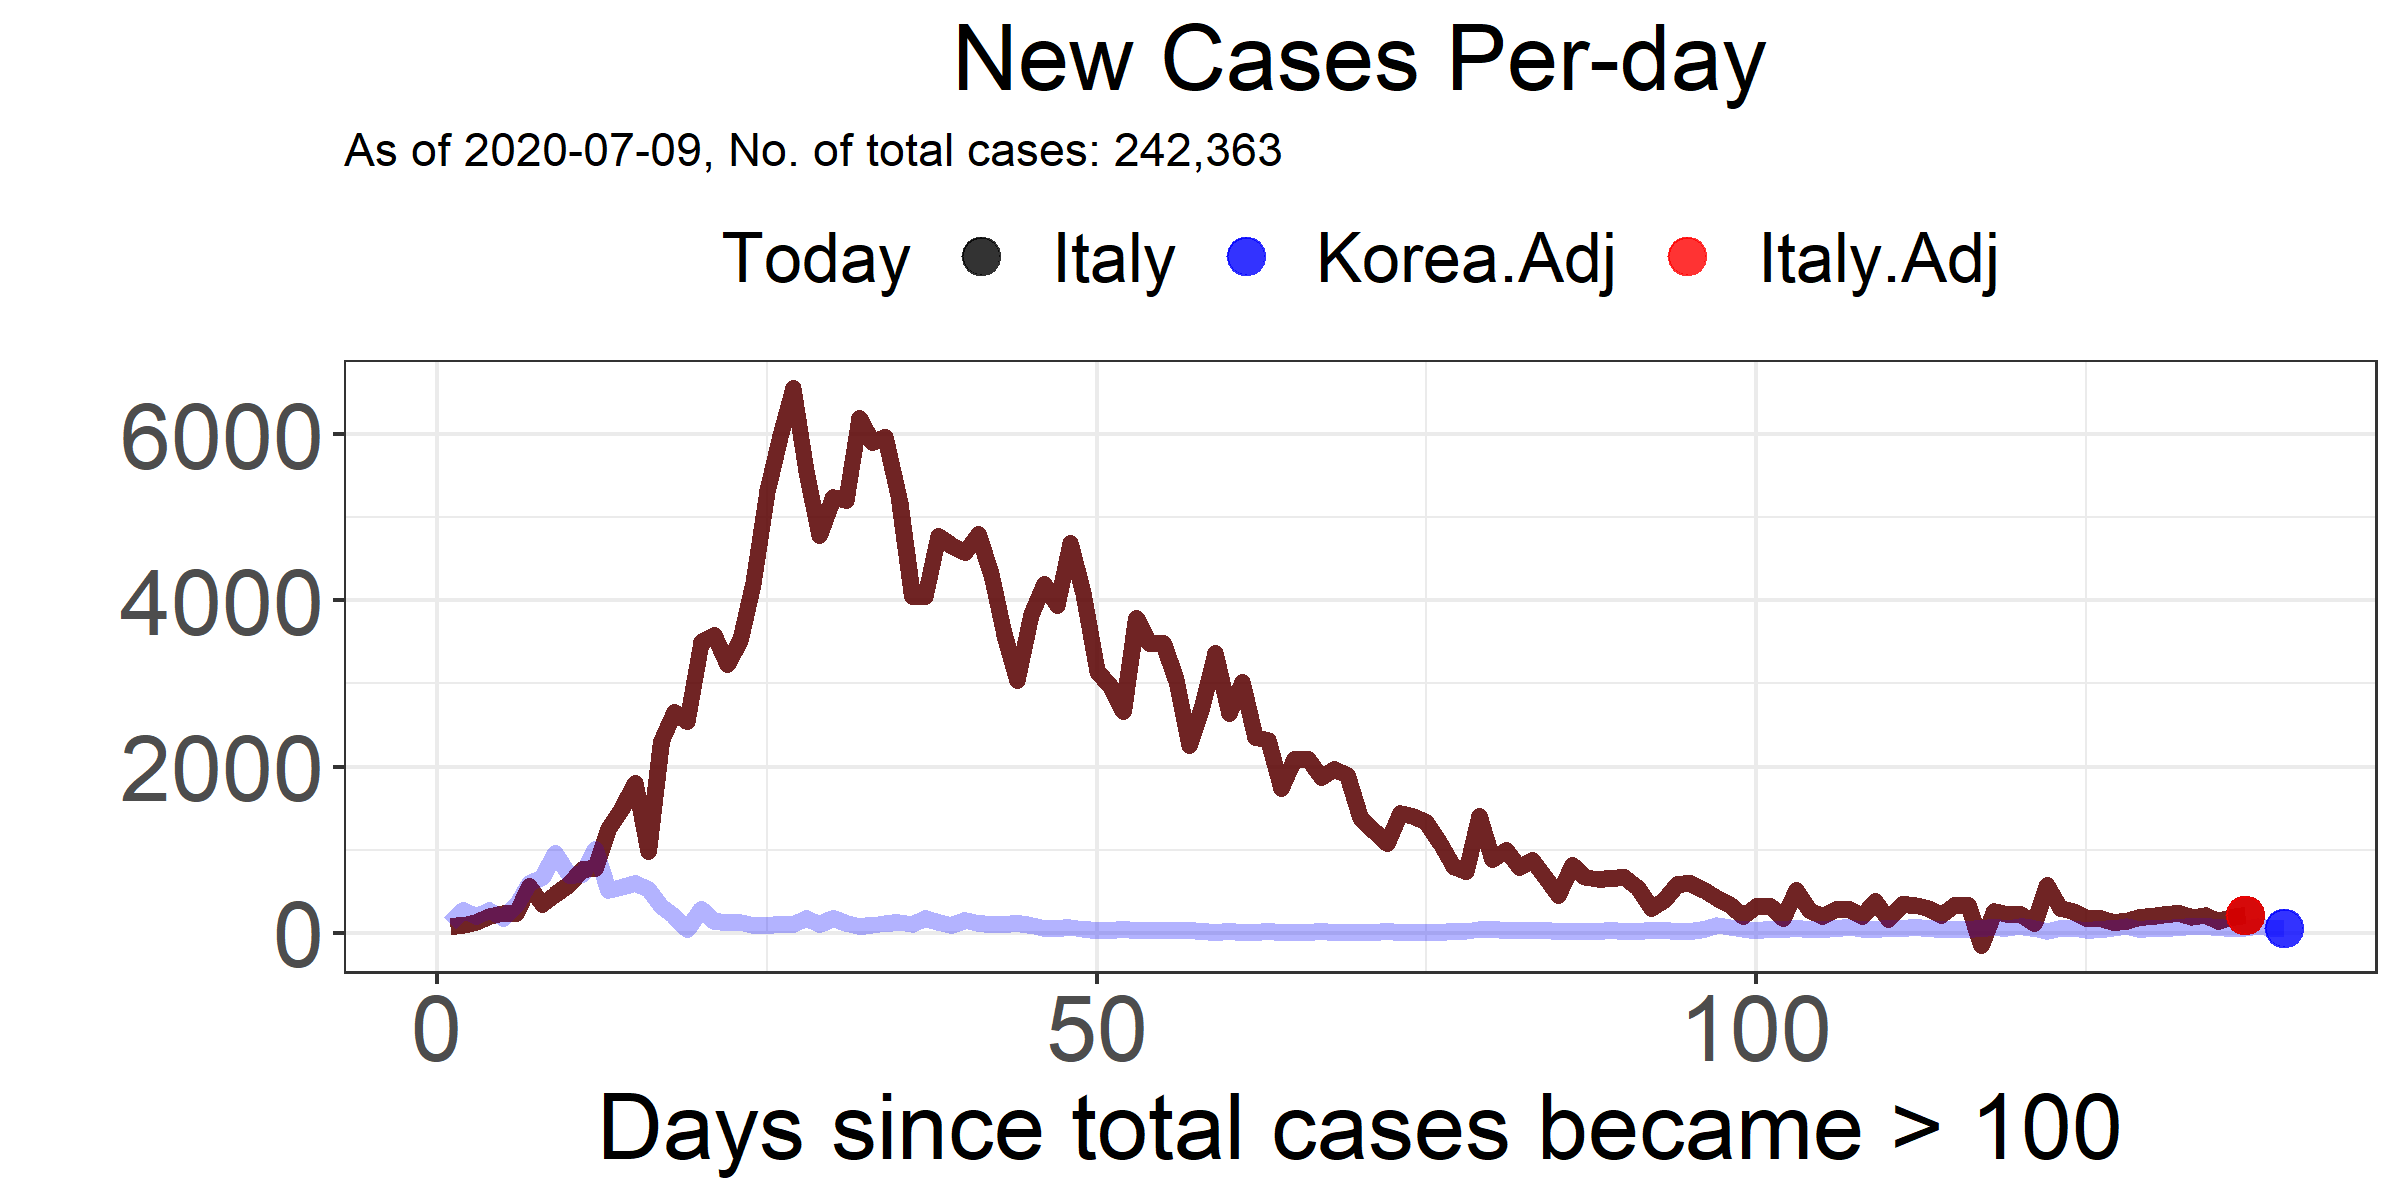 New Cases Per-day
As of 2020-07-09, No. of total cases: 242,363
Today Italy Korea.Adj Italy.Adj
6000
4000
2000
0
0 50 100
Days since total cases became > 100